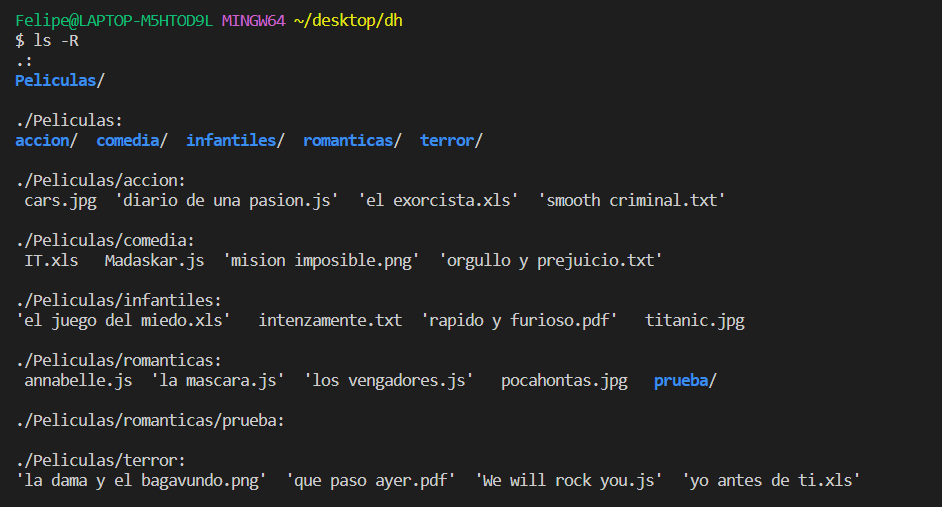 Felipe@LAPTOP-M5HTOD9L MINGW64 ~/desktop/dh
$ ls -R
.:
Peliculas/

./Peliculas:
accion/  comedia/  infantiles/  romanticas/  terror/

./Peliculas/accion:
 cars.jpg  'diario de una pasion.js'  'el exorcista.xls'  'smooth criminal.txt'

./Peliculas/comedia:
 IT.xls   Madaskar.js  'mision imposible.png'  'orgullo y prejuicio.txt'

./Peliculas/infantiles:
'el juego del miedo.xls'   intenzamente.txt  'rapido y furioso.pdf'   titanic.jpg

./Peliculas/romanticas:
 annabelle.js  'la mascara.js'  'los vengadores.js'   pocahontas.jpg   prueba/

./Peliculas/romanticas/prueba:

./Peliculas/terror:
'la dama y el bagavundo.png'  'que paso ayer.pdf'  'We will rock you.js'  'yo antes de ti.xls'